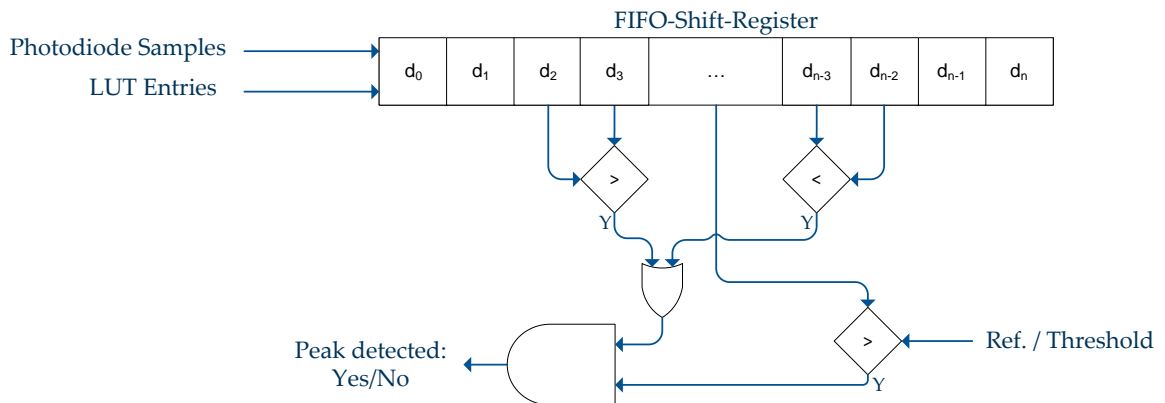 FIFO-Shift-Register
Photodiode Samples
LUT Entries
d0 d1 d2 d3 ... dn-3 dn-2 dn-1 dn
> <
Y Y
> Ref. / Threshold
Peak detected:
Yes/No
Y